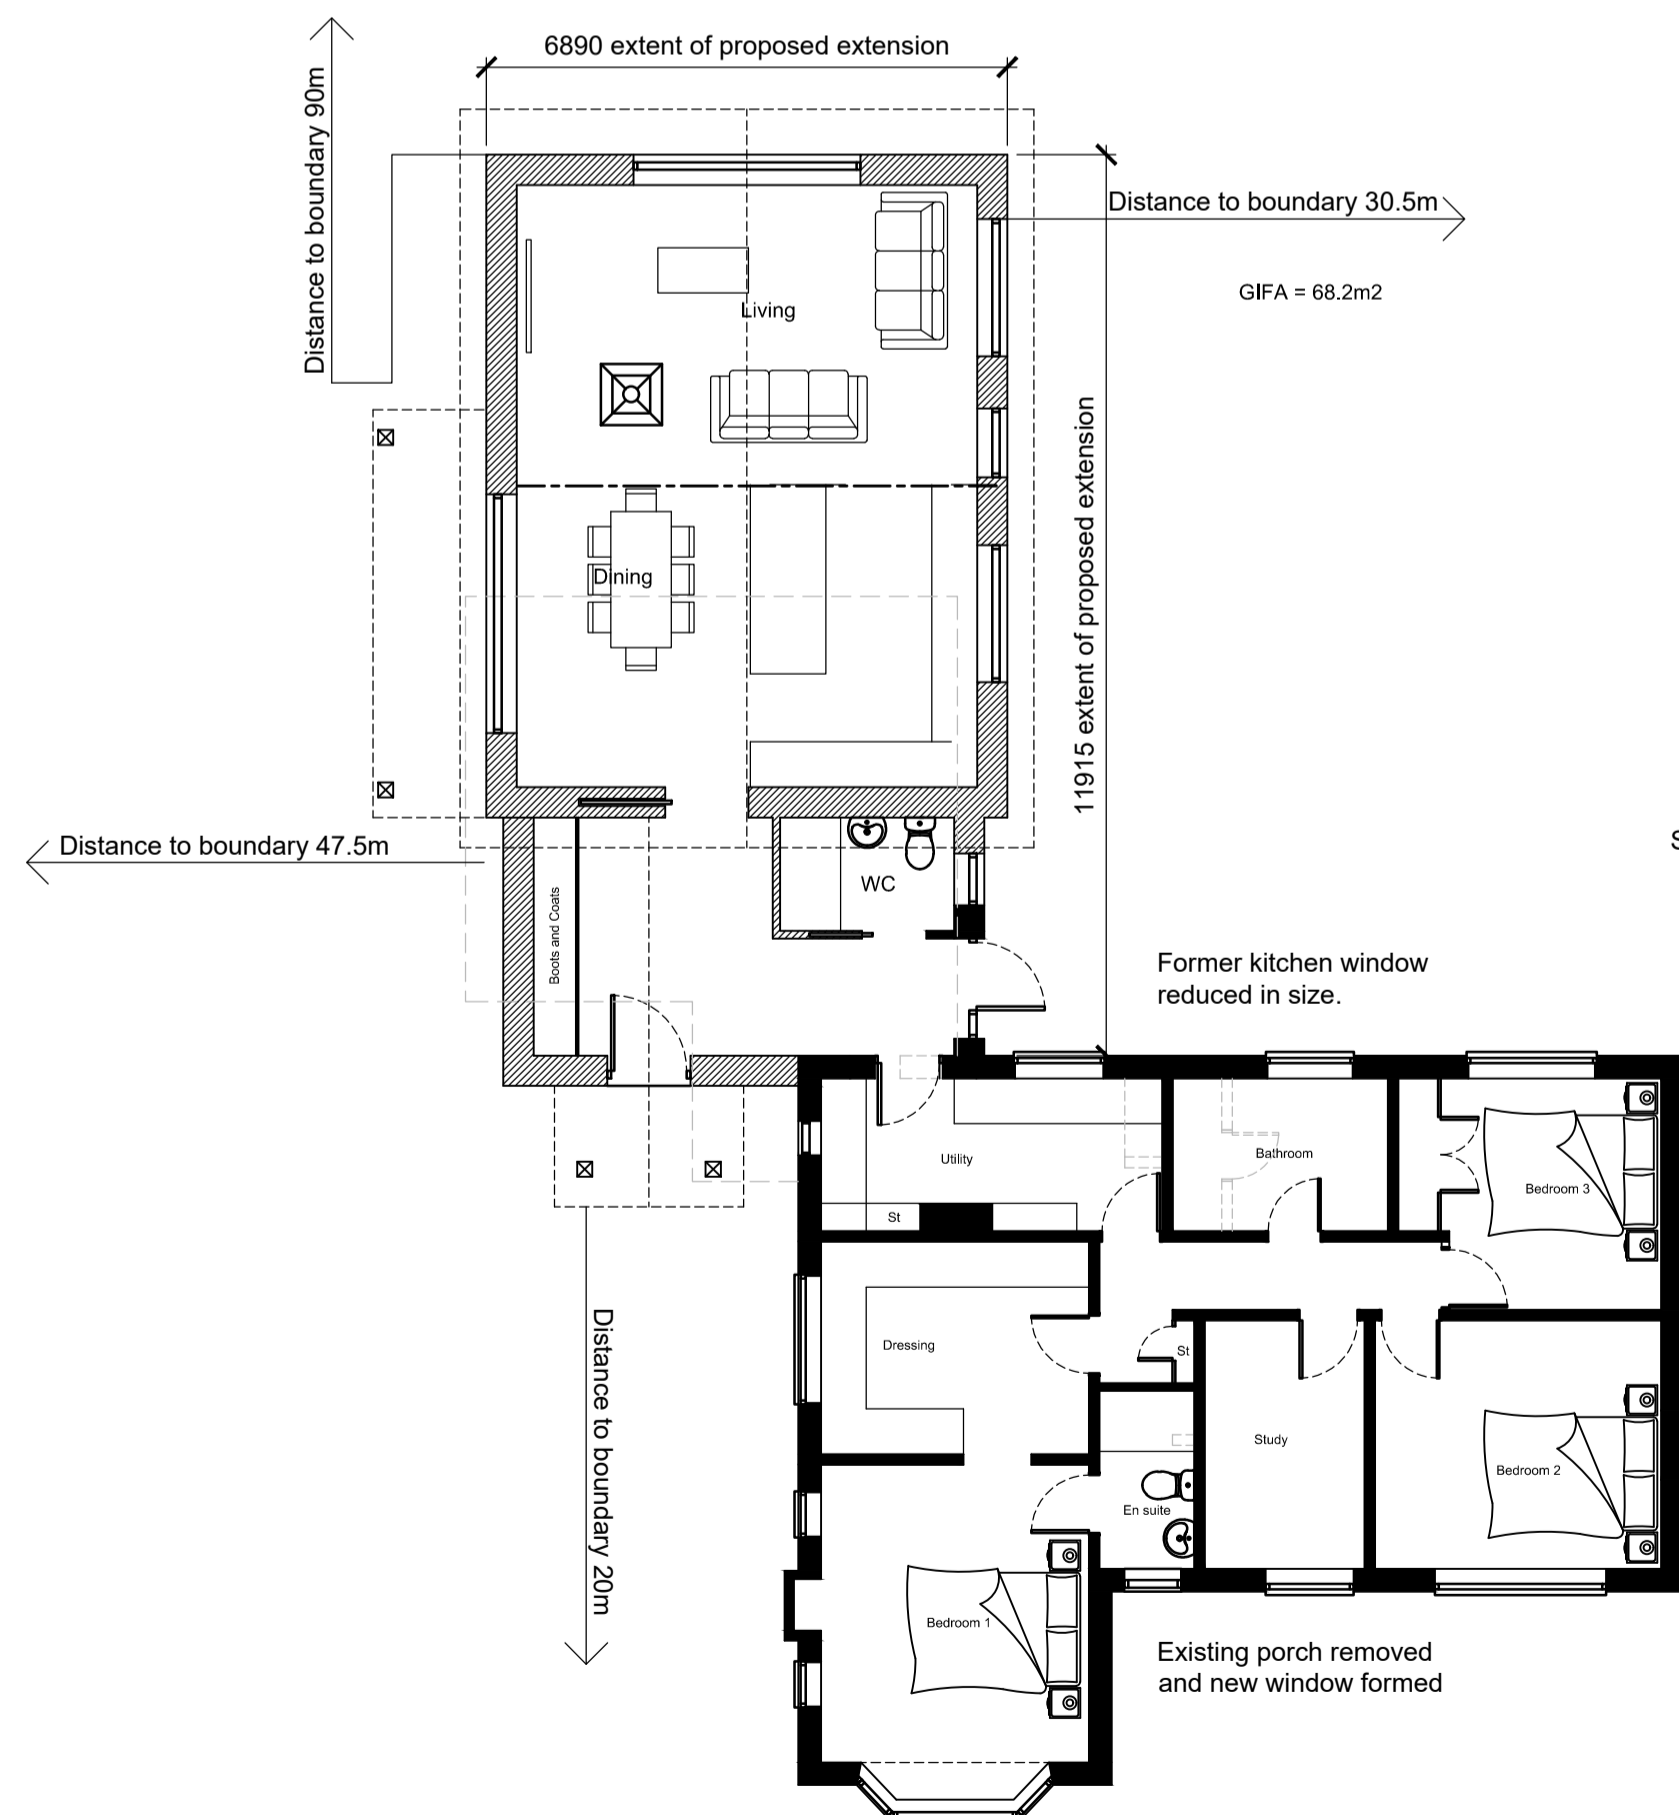 6890 extent of proposed extension
Distance to boundary 90m
Distance to boundary 30.5m
GIFA = 68.2m2
Living
11915 extent of proposed extension
Dining
Distance to boundary 47.5m
S
WC
Boots and Coats
Former kitchen window
reduced in size.
Utility
Bathroom
Bedroom 3
St
Distance to boundary 20m
Dressing
St
Study
Bedroom 2
En suite
Bedroom 1
Existing porch removed
and new window formed